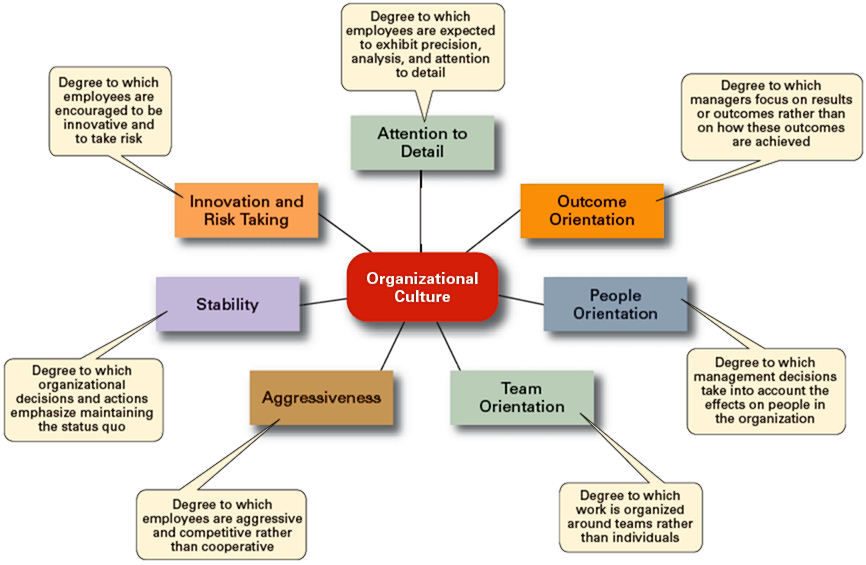 Degree to which
employees are expected
to exhibit precision,
analysis, and attention
to detail
Attention to
Detail
Degree to which
managers focus on results
or outcomes rather than
on how these outcomes
are achieved
Outcome
Orientation
People
Orientation
Degree to which
management decisions
take into account the
effects on people in
the organization
Team
Orientation
Degree to which
work is organized
around teams rather
than individuals
Aggressiveness
Degree to which
employees are aggressive
and competitive rather
than cooperative
Stability
Degree to which
organizational
decisions and actions
emphasize maintaining
the status quo
Innovation and
Risk Taking
Degree to which
employees are
encouraged to be
innovative and
to take risk
Organizational
Culture